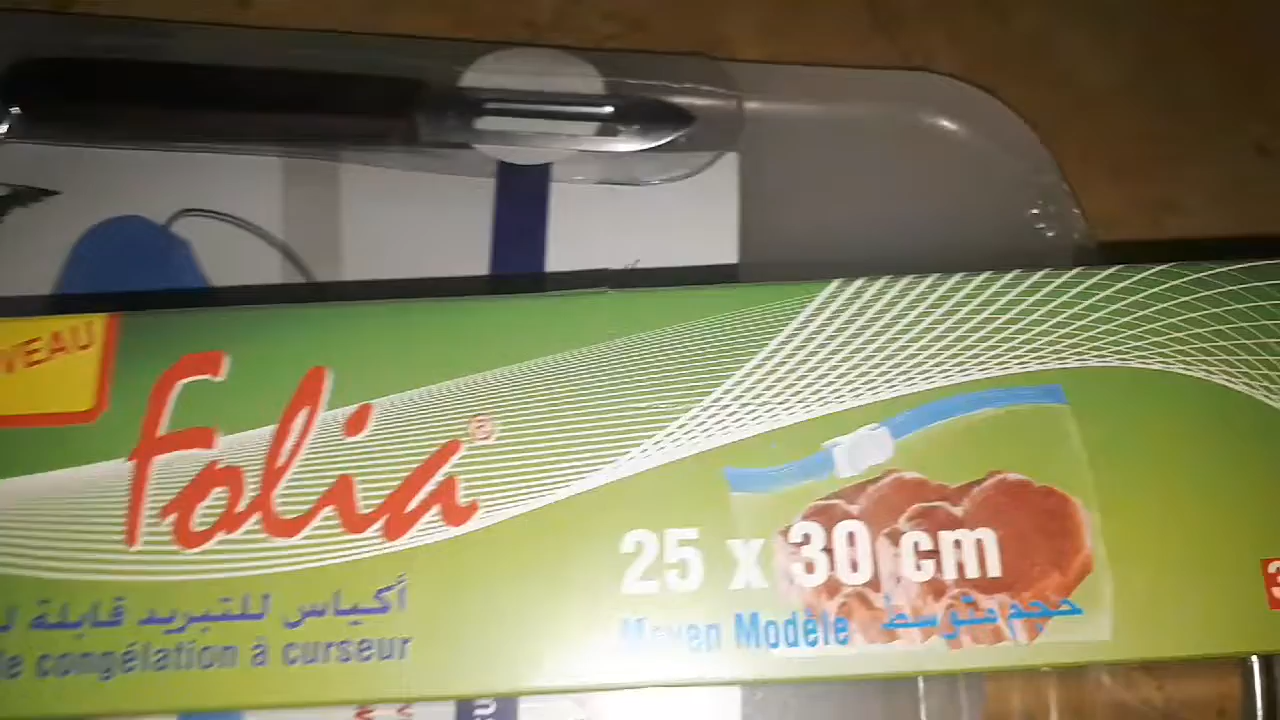 VEAU
Folia®
25 x 30 cm
Moyen Modèle حجم متوسط
أكياس للتبريد قابلة
de congélation à curseur